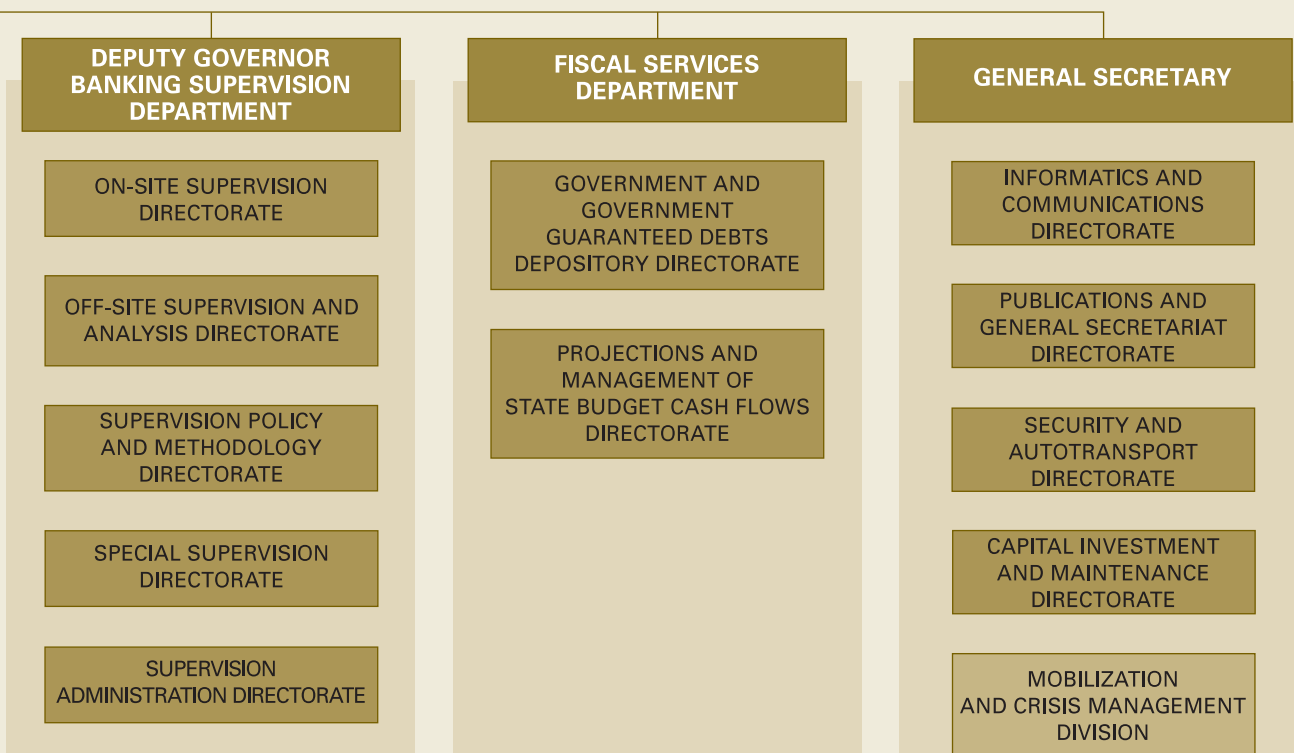 DEPUTY GOVERNOR
BANKING SUPERVISION
DEPARTMENT
ON-SITE SUPERVISION
DIRECTORATE
OFF-SITE SUPERVISION AND
ANALYSIS DIRECTORATE
SUPERVISION POLICY
AND METHODOLOGY
DIRECTORATE
SPECIAL SUPERVISION
DIRECTORATE
SUPERVISION
ADMINISTRATION DIRECTORATE
FISCAL SERVICES
DEPARTMENT
GOVERNMENT AND
GOVERNMENT
GUARANTEED DEBTS
DEPOSITORY DIRECTORATE
PROJECTIONS AND
MANAGEMENT OF
STATE BUDGET CASH FLOWS
DIRECTORATE
GENERAL SECRETARY
INFORMATICS AND
COMMUNICATIONS
DIRECTORATE
PUBLICATIONS AND
GENERAL SECRETARIAT
DIRECTORATE
SECURITY AND
AUTOTRANSPORT
DIRECTORATE
CAPITAL INVESTMENT
AND MAINTENANCE
DIRECTORATE
MOBILIZATION
AND CRISIS MANAGEMENT
DIVISION